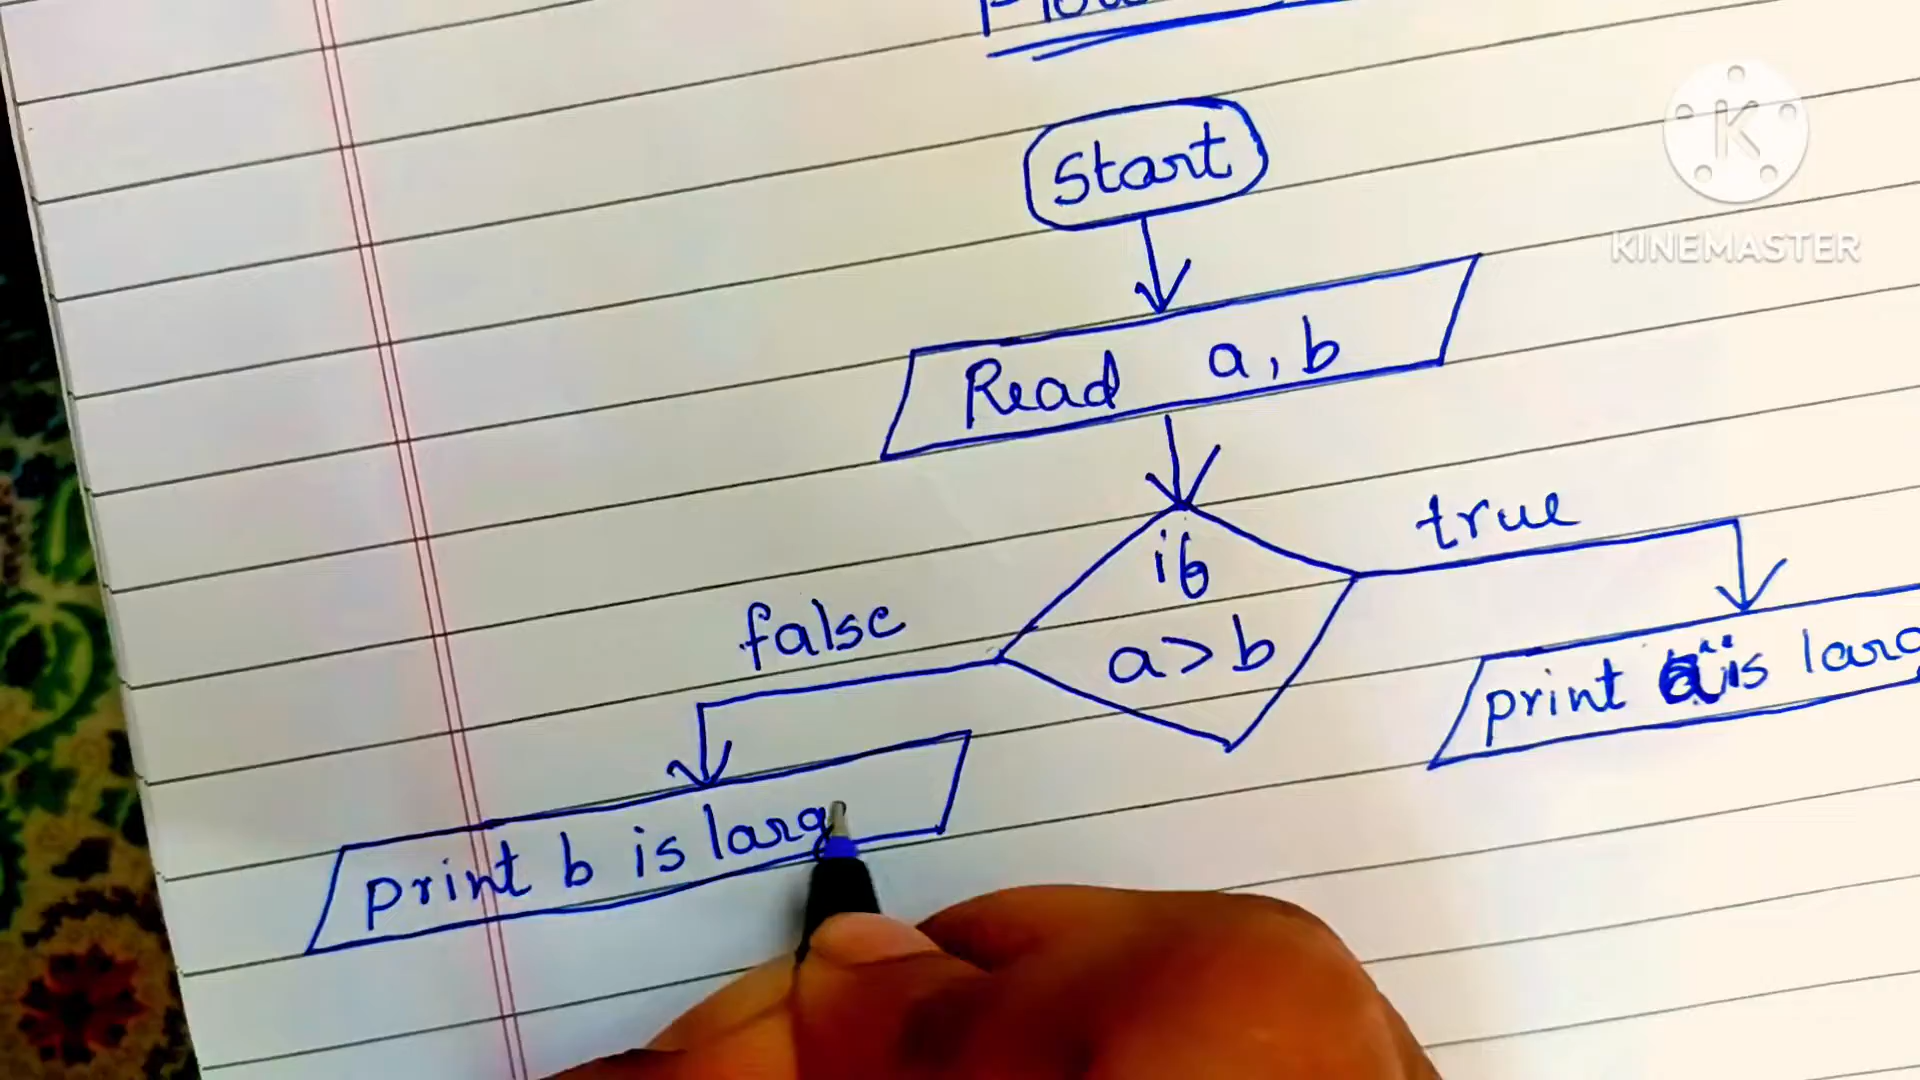 Start
KINEMASTER
Read a, b
true
if
false
a > b
print a is larg
print b is larg